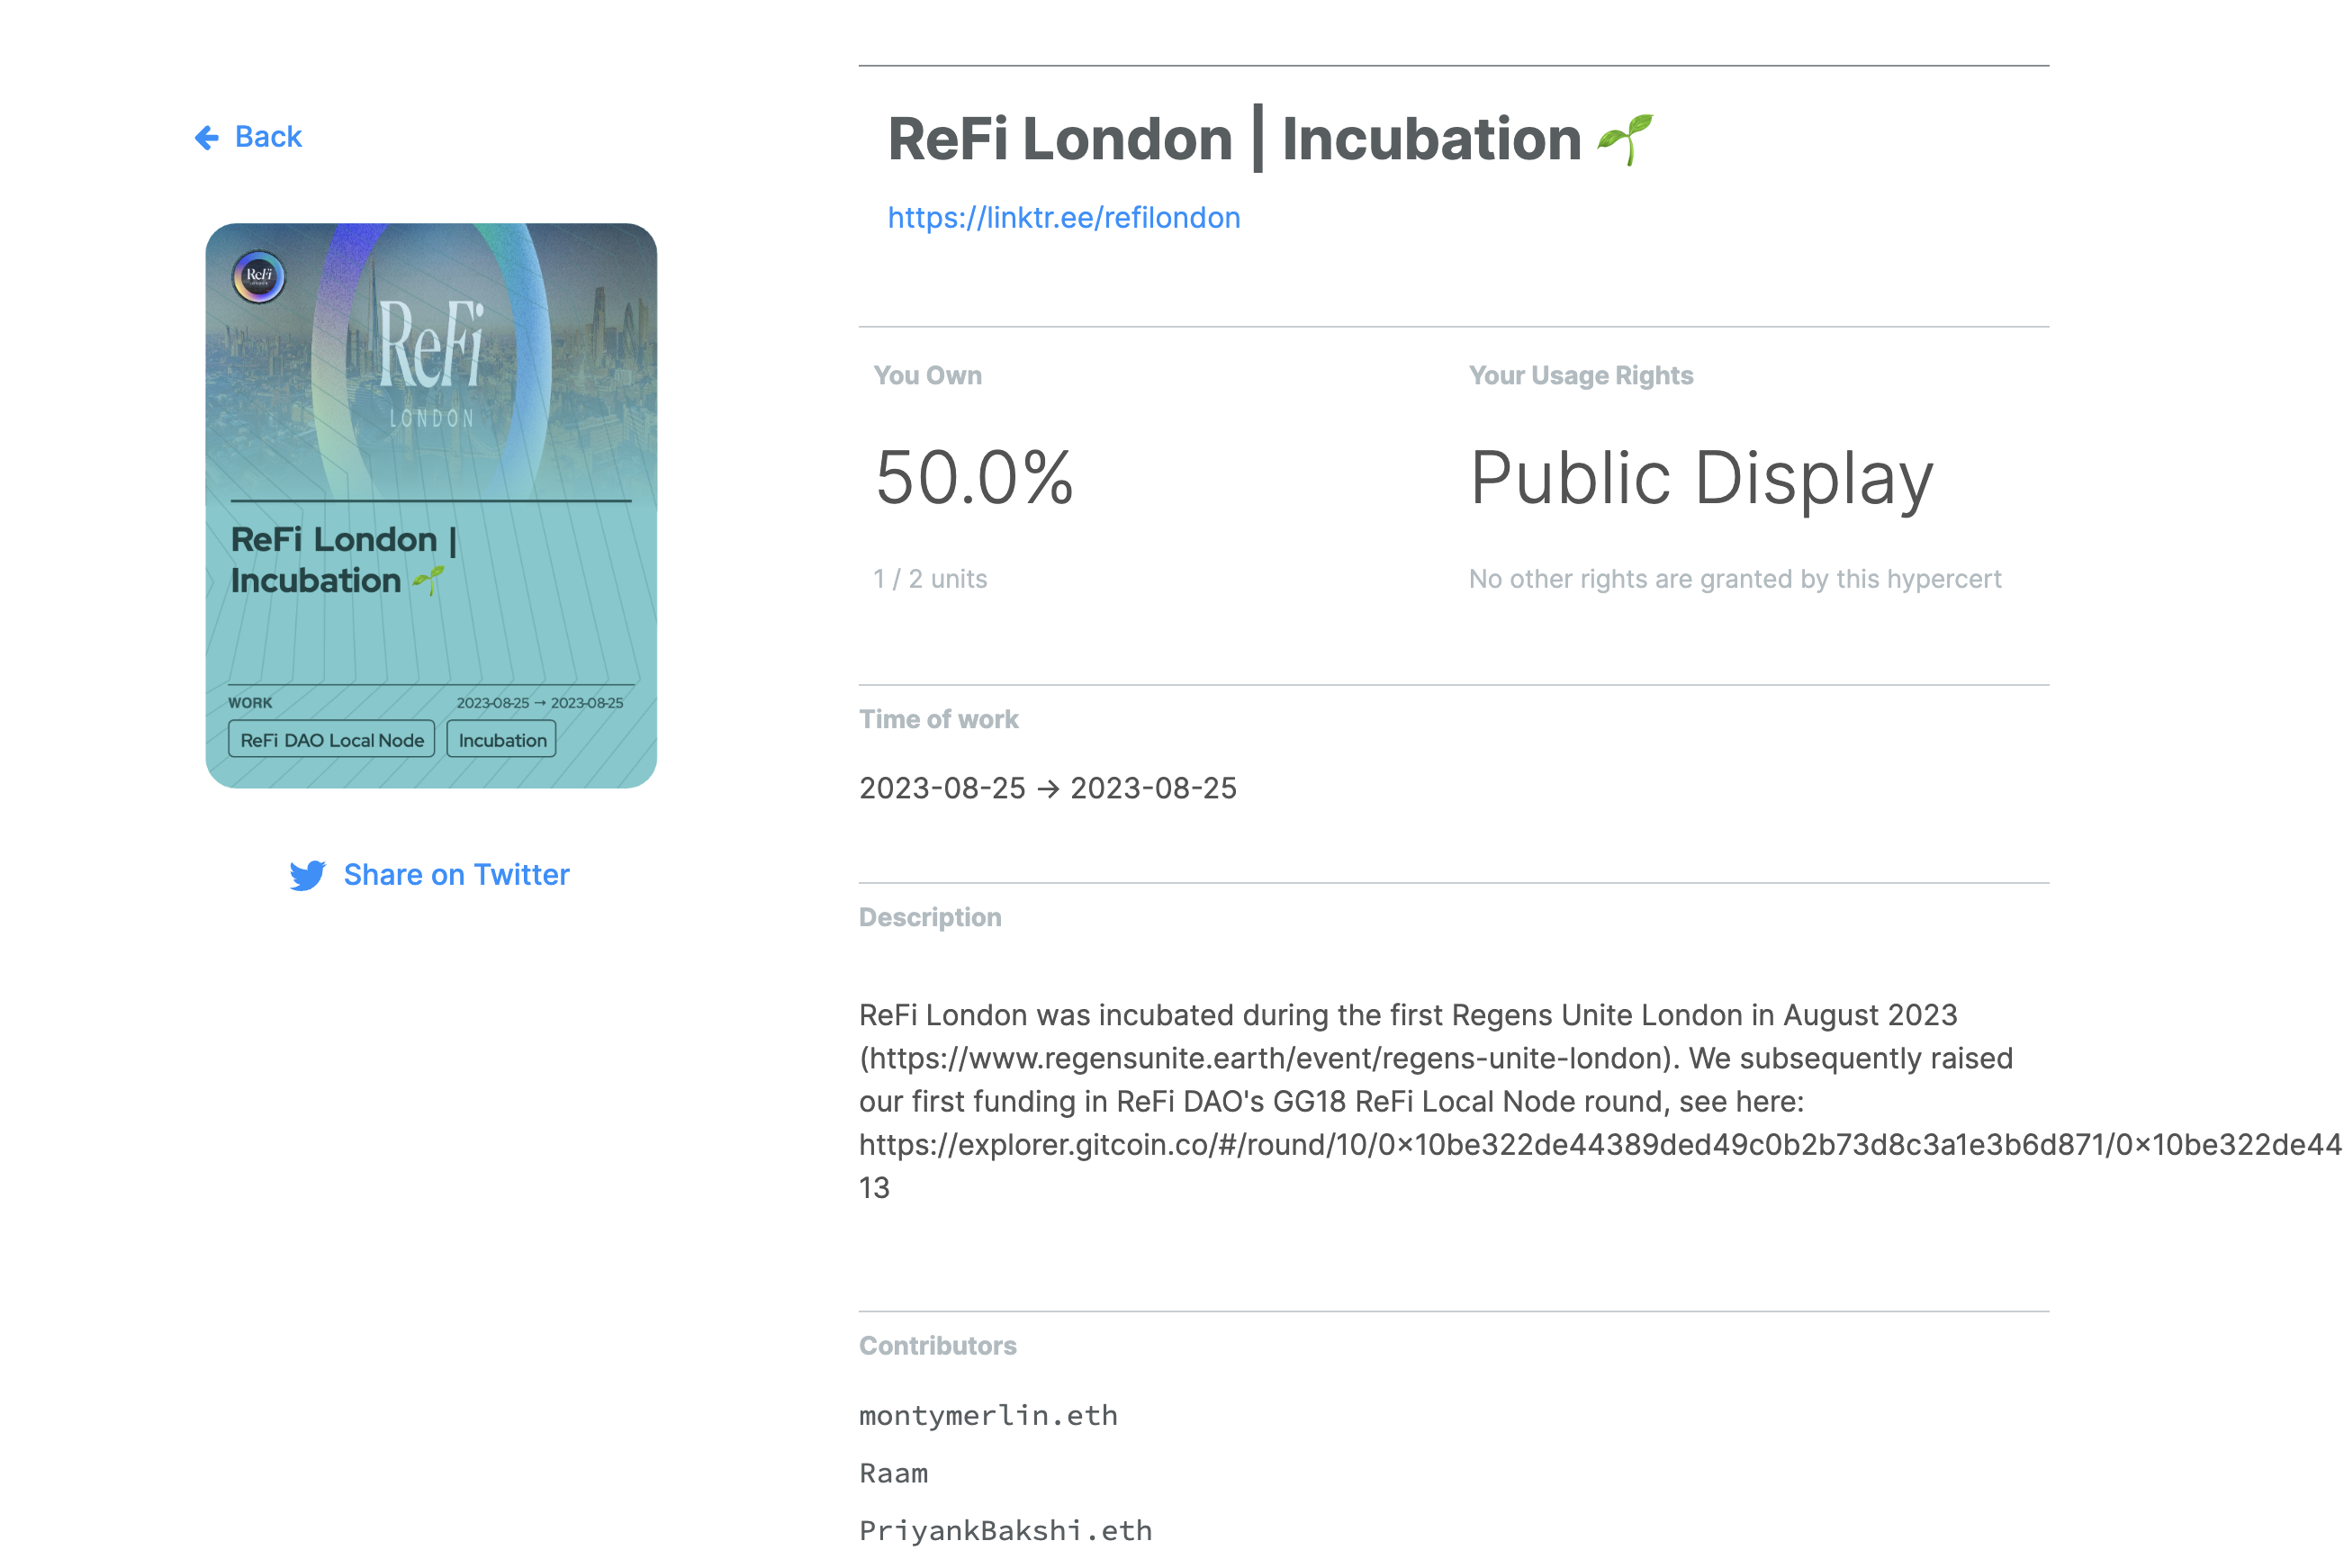 Back
ReFi
LONDON
ReFi
LONDON
ReFi London |
Incubation 🌱
WORK
2023-08-25 → 2023-08-25
ReFi DAO Local Node
Incubation
Share on Twitter
ReFi London | Incubation 🌱
https://linktr.ee/refilondon
You Own
50.0%
1 / 2 units
Your Usage Rights
Public Display
No other rights are granted by this hypercert
Time of work
2023-08-25 → 2023-08-25
Description
ReFi London was incubated during the first Regens Unite London in August 2023
(https://www.regensunite.earth/event/regens-unite-london). We subsequently raised
our first funding in ReFi DAO's GG18 ReFi Local Node round, see here:
https://explorer.gitcoin.co/#/round/10/0×10be322de44389ded49c0b2b73d8c3a1e3b6d871/0×10be322de44
13
Contributors
montymerlin.eth
Raam
PriyankBakshi.eth